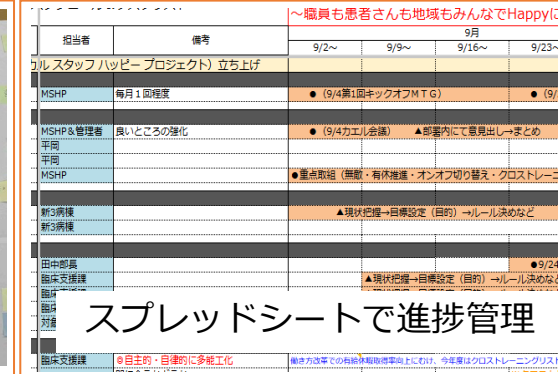 ～職員も患者さんも地域もみんなでHappyに
担当者 備考 9月
9/2～ 9/9～ 9/16～ 9/23～
カル スタッフ ハッピー プロジェクト）立ち上げ
MSHP 毎月１回程度 ●（9/4第1回キックオフＭＴＧ） ●（9/
MSHP&管理者 良いところの強化 ●（9/4カエル会議） ▲部署内にて意見出し→まとめ
平岡
平岡
MSHP ●重点取組（無駄・有休推進・オンオフ切り替え・クロストレーニ
新3病棟 ▲現状把握→目標設定（目的）→ルール決めなど
新3病棟
田中部長 ●9/24
臨床支援課 ▲現状把握→目標設定（目的）→ルール決めな
スプレッドシートで進捗管理
臨床支援課 ◎自主的・自律的に多能工化 働き方改革での有給休暇取得率向上にむけ、今年度はクロストレーニングリスト